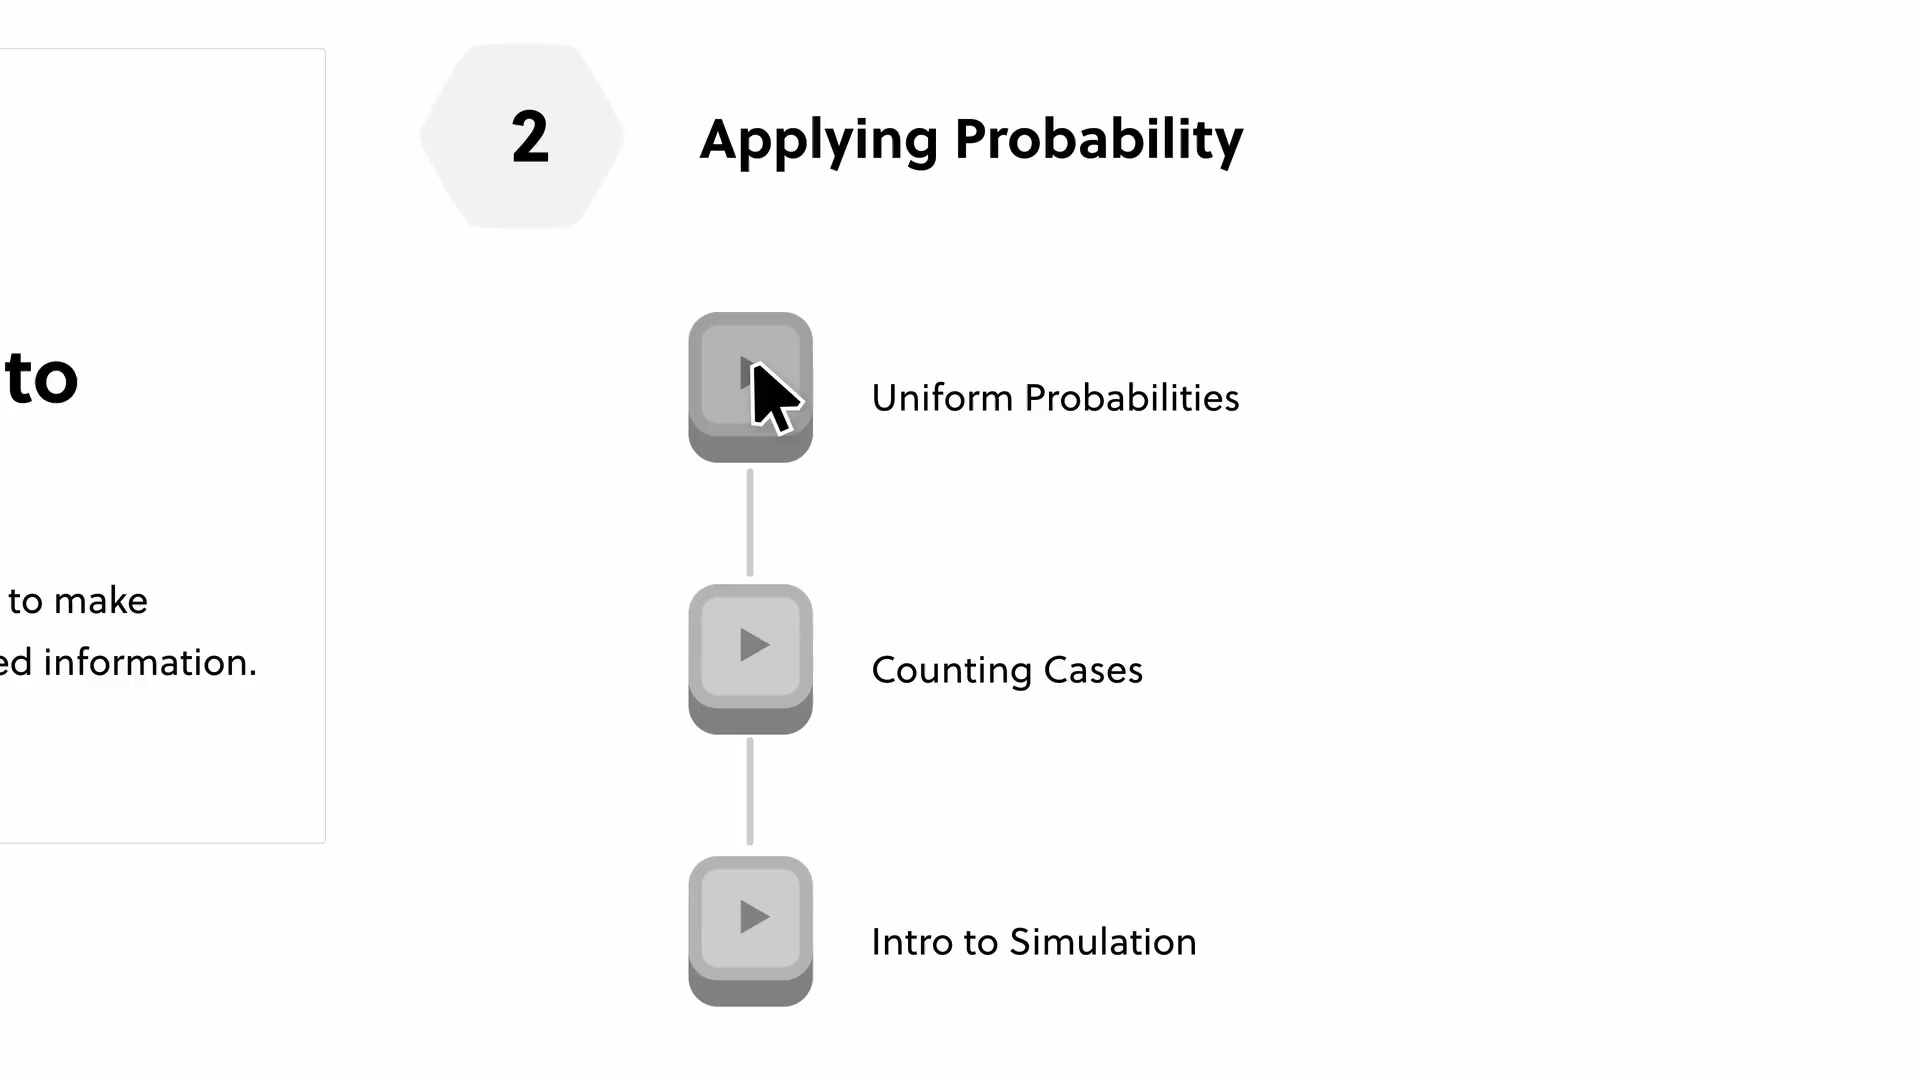 to
to make
ed information.
2
Applying Probability
Uniform Probabilities
Counting Cases
Intro to Simulation